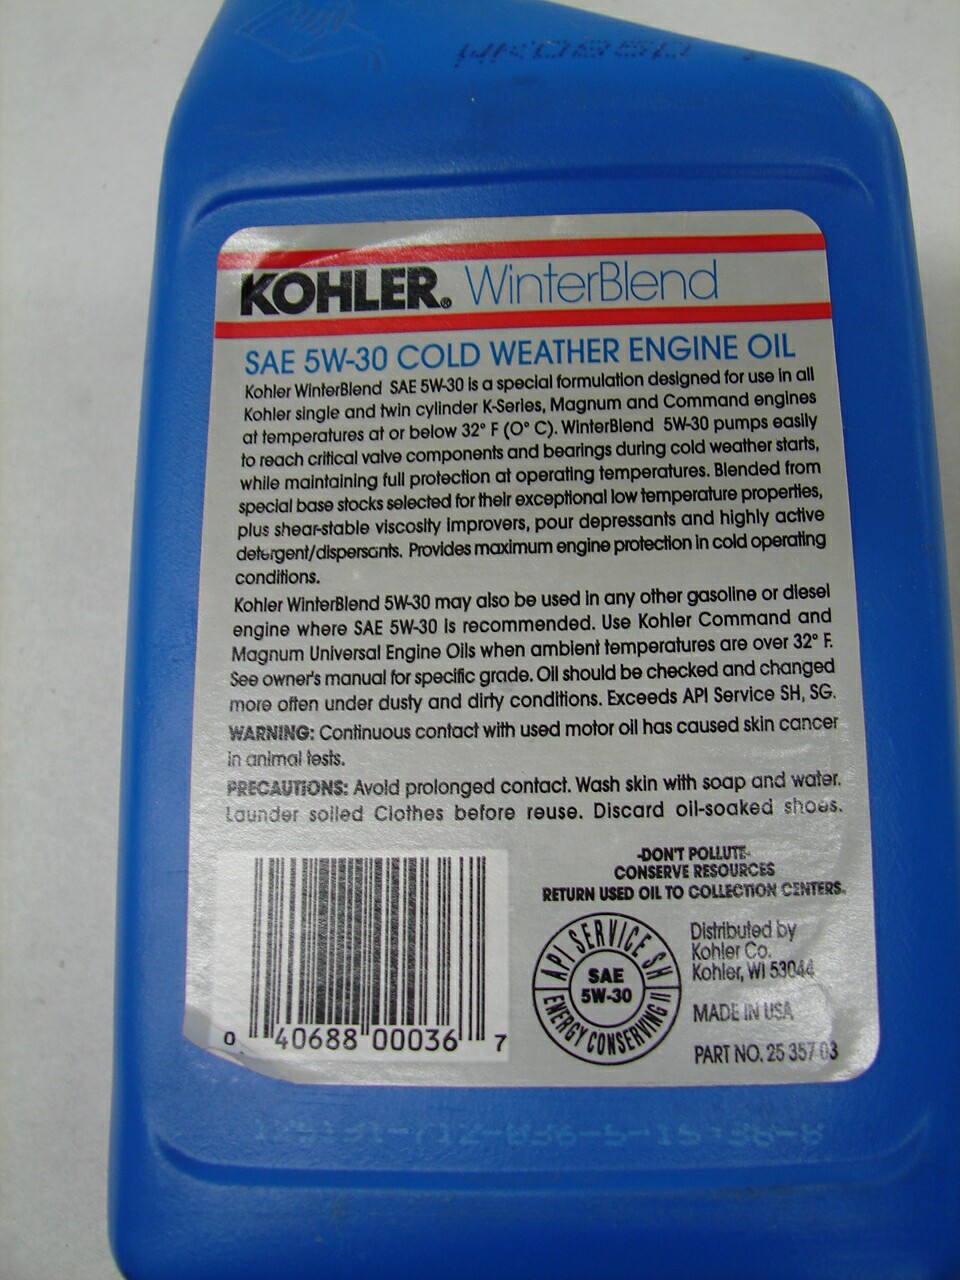 KOHLER® WinterBlend
SAE 5W-30 COLD WEATHER ENGINE OIL
Kohler WinterBlend SAE 5W-30 is a special formulation designed for use in all
Kohler single and twin cylinder K-Series, Magnum and Command engines
at temperatures at or below 32° F (O° C). WinterBlend 5W-30 pumps easily
to reach critical valve components and bearings during cold weather starts,
while maintaining full protection at operating temperatures. Blended from
special base stocks selected for their exceptional low temperature properties,
plus shear-stable viscosity improvers, pour depressants and highly active
detergent/dispersants. Provides maximum engine protection in cold operating
conditions.
Kohler WinterBlend 5W-30 may also be used in any other gasoline or diesel
engine where SAE 5W-30 is recommended. Use Kohler Command and
Magnum Universal Engine Oils when ambient temperatures are over 32° F.
See owner's manual for specific grade. Oil should be checked and changed
more often under dusty and dirty conditions. Exceeds API Service SH, SG.
WARNING: Continuous contact with used motor oil has caused skin cancer
in animal tests.
PRECAUTIONS: Avoid prolonged contact. Wash skin with soap and water.
Launder soiled Clothes before reuse. Discard oil-soaked shoes.
-DON'T POLLUTE-
CONSERVE RESOURCES
RETURN USED OIL TO COLLECTION CENTERS.
API SERVICE SH
SAE
5W-30
ENERGY CONSERVING II
Distributed by
Kohler Co.
Kohler, WI 53044
MADE IN USA
PART NO. 25 357 03
0 40688 00036 7